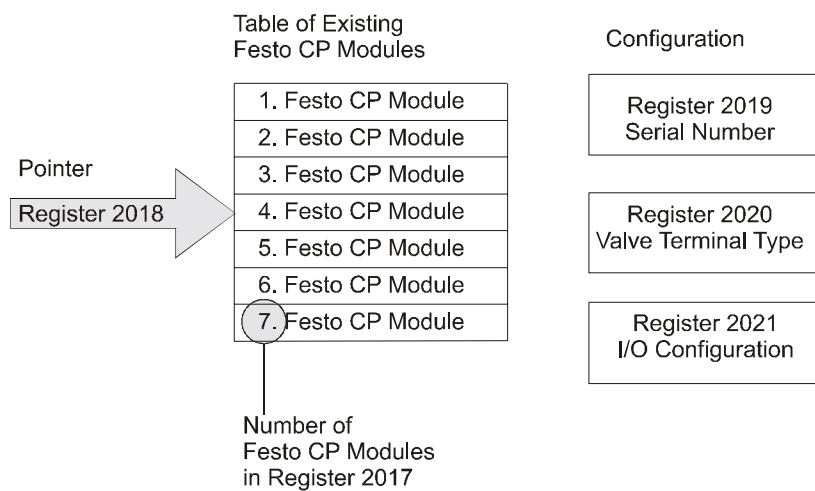 Table of Existing
Festo CP Modules
Configuration
1. Festo CP Module
2. Festo CP Module
3. Festo CP Module
4. Festo CP Module
5. Festo CP Module
6. Festo CP Module
7. Festo CP Module
Pointer
Register 2018
Register 2019
Serial Number
Register 2020
Valve Terminal Type
Register 2021
I/O Configuration
Number of
Festo CP Modules
in Register 2017